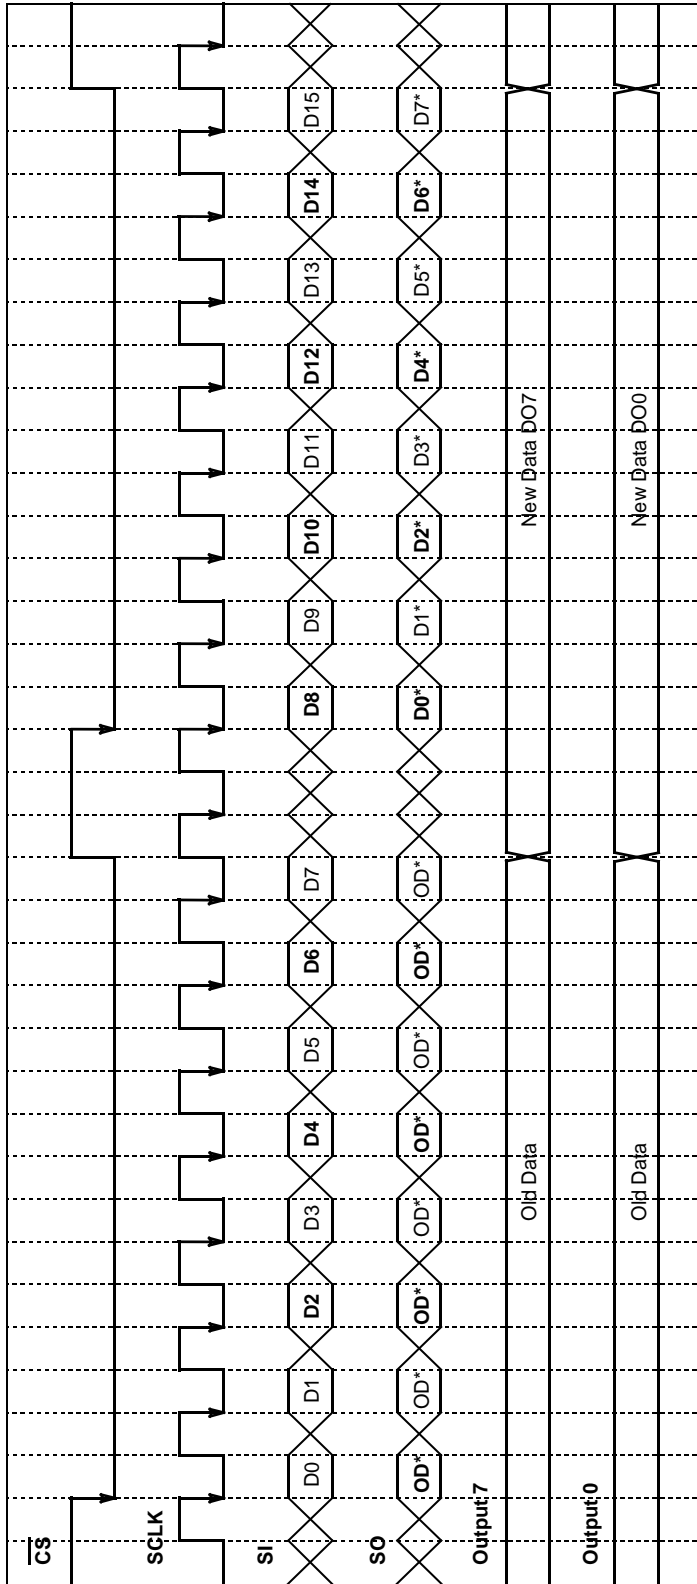 C̅S̅
SCLK
SI
D0 D1 D2 D3 D4 D5 D6 D7 D8 D9 D10 D11 D12 D13 D14 D15
SO
OD* OD* OD* OD* OD* OD* OD* OD* D0* D1* D2* D3* D4* D5* D6* D7*
Output 7
Old Data New Data DO7
Output 0
Old Data New Data DO0